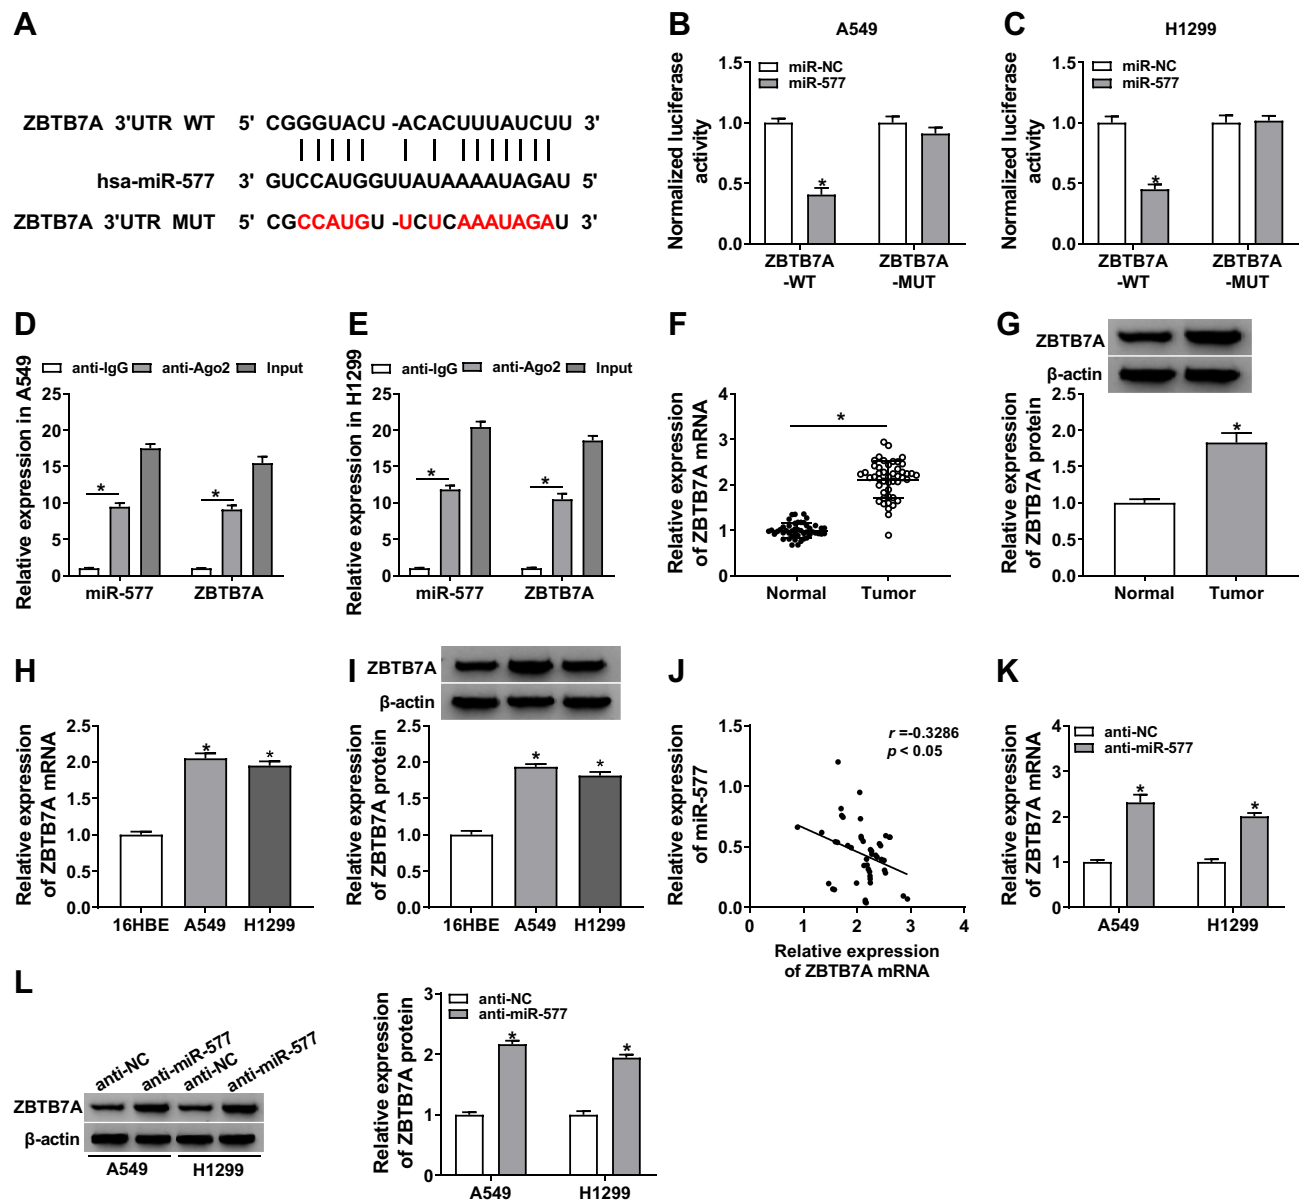 A
ZBTB7A 3'UTR WT 5' CGGGUACU -ACACUUUAUCUU 3'
hsa-miR-577 3' GUCCAUGGUUAUAAAAUAGAU 5'
ZBTB7A 3'UTR MUT 5' CGCCAUGU -UCUCAAAUAGAU 3'
B
A549
Normalized luciferase activity
1.5
1.0
0.5
0.0
miR-NC
miR-577
*
ZBTB7A -WT
ZBTB7A -MUT
C
H1299
Normalized luciferase activity
1.5
1.0
0.5
0.0
miR-NC
miR-577
*
ZBTB7A -WT
ZBTB7A -MUT
D
anti-IgG anti-Ago2 Input
Relative expression in A549
25
20
15
10
5
0
* *
miR-577 ZBTB7A
E
anti-IgG anti-Ago2 Input
Relative expression in H1299
25
20
15
10
5
0
* *
miR-577 ZBTB7A
F
Relative expression of ZBTB7A mRNA
4
3
2
1
0
*
Normal Tumor
G
ZBTB7A
β-actin
Relative expression of ZBTB7A protein
2.5
2.0
1.5
1.0
0.5
0.0
*
Normal Tumor
H
Relative expression of ZBTB7A mRNA
2.5
2.0
1.5
1.0
0.5
0.0
* *
16HBE A549 H1299
I
ZBTB7A
β-actin
Relative expression of ZBTB7A protein
2.5
2.0
1.5
1.0
0.5
0.0
* *
16HBE A549 H1299
J
Relative expression of miR-577
1.5
1.0
0.5
0.0
r =-0.3286
p < 0.05
0 1 2 3 4
Relative expression
of ZBTB7A mRNA
K
Relative expression of ZBTB7A mRNA
4
3
2
1
0
anti-NC
anti-miR-577
* *
A549 H1299
L
anti-NC anti-miR-577 anti-NC anti-miR-577
ZBTB7A
β-actin
A549 H1299
Relative expression of ZBTB7A protein
3
2
1
0
anti-NC
anti-miR-577
* *
A549 H1299